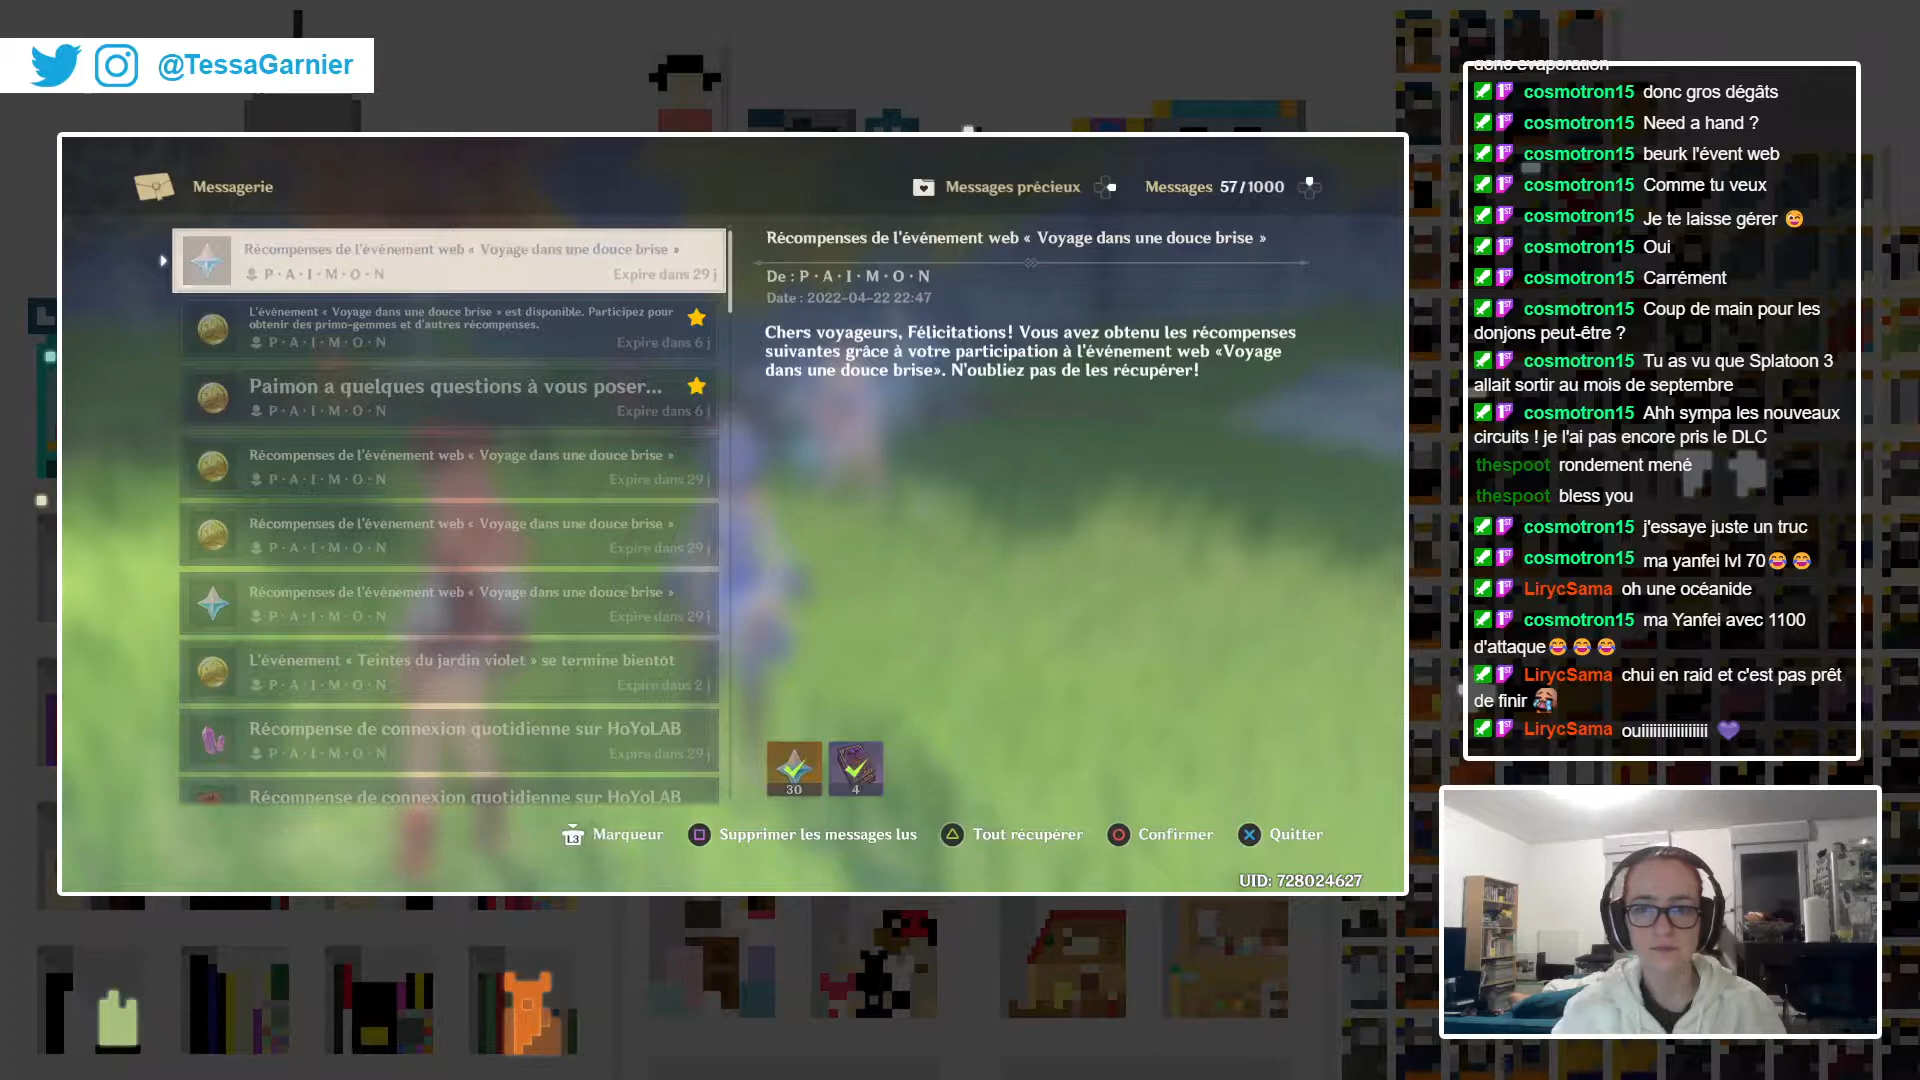 @TessaGarnier
Messagerie
Messages précieux
Messages 57/1000
Récompenses de l'événement web « Voyage dans une douce brise »
P·A·I·M·O·N
Expire dans 29 j
L'événement « Voyage dans une douce brise » est disponible. Participez pour
obtenir des primo-gemmes et d'autres récompenses.
P·A·I·M·O·N
Expire dans 6 j
Paimon a quelques questions à vous poser...
P·A·I·M·O·N
Expire dans 6 j
Récompenses de l'événement web « Voyage dans une douce brise »
P·A·I·M·O·N
Expire dans 29 j
Récompenses de l'événement web « Voyage dans une douce brise »
P·A·I·M·O·N
Expire dans 29 j
Récompenses de l'événement web « Voyage dans une douce brise »
P·A·I·M·O·N
Expire dans 29 j
L'événement « Teintes du jardin violet » se termine bientôt
P·A·I·M·O·N
Expire dans 2 j
Récompense de connexion quotidienne sur HoYoLAB
P·A·I·M·O·N
Expire dans 29 j
Récompense de connexion quotidienne sur HoYoLAB
Récompenses de l'événement web « Voyage dans une douce brise »
De : P·A·I·M·O·N
Date : 2022-04-22 22:47
Chers voyageurs, Félicitations! Vous avez obtenu les récompenses
suivantes grâce à votre participation à l'événement web «Voyage
dans une douce brise». N'oubliez pas de les récupérer!
30
4
L3 Marqueur
Supprimer les messages lus
Tout récupérer
Confirmer
Quitter
UID: 728024627
donc évaporation
cosmotron15 donc gros dégâts
cosmotron15 Need a hand ?
cosmotron15 beurk l'évent web
cosmotron15 Comme tu veux
cosmotron15 Je te laisse gérer 😄
cosmotron15 Oui
cosmotron15 Carrément
cosmotron15 Coup de main pour les
donjons peut-être ?
cosmotron15 Tu as vu que Splatoon 3
allait sortir au mois de septembre
cosmotron15 Ahh sympa les nouveaux
circuits ! je l'ai pas encore pris le DLC
thespoot rondement mené
thespoot bless you
cosmotron15 j'essaye juste un truc
cosmotron15 ma yanfei lvl 70😂 😂
LirycSama oh une océanide
cosmotron15 ma Yanfei avec 1100
d'attaque😂 😂 😂
LirycSama chui en raid et c'est pas prêt
de finir
LirycSama ouiiiiiiiiiiiiiiiii 💜